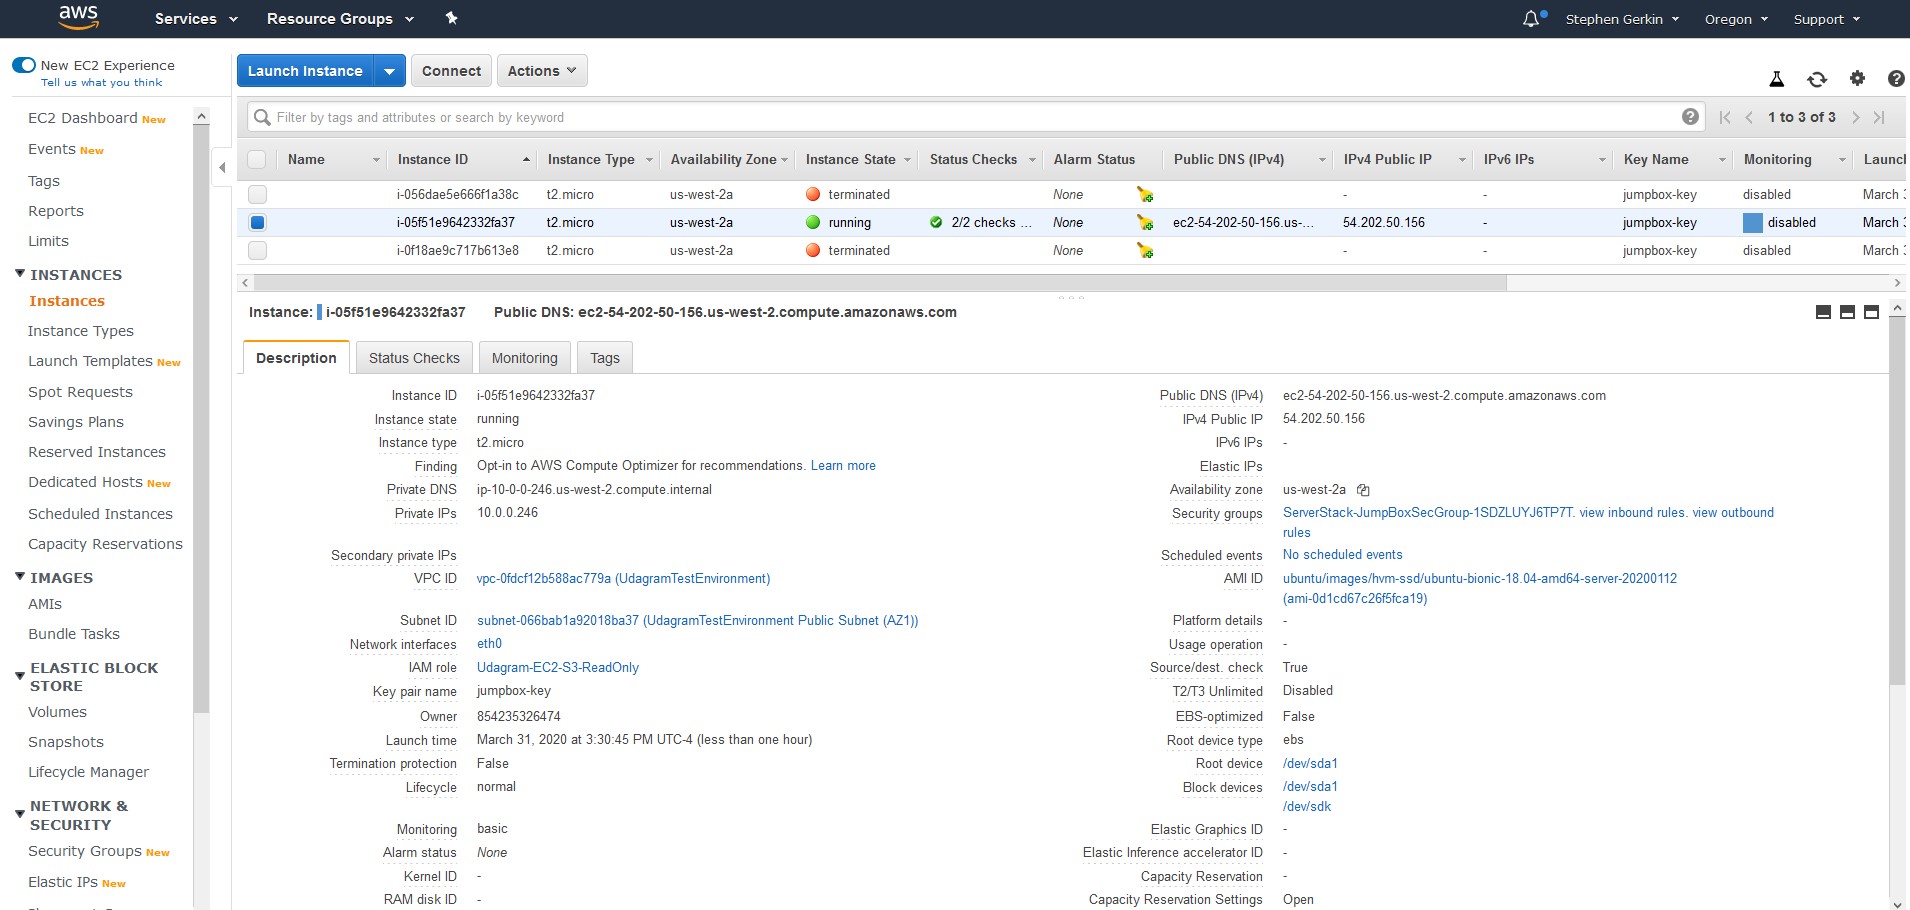 aws Services Resource Groups Stephen Gerkin Oregon Support
New EC2 Experience
Tell us what you think
Launch Instance Connect Actions
Filter by tags and attributes or search by keyword 1 to 3 of 3
EC2 Dashboard New
Events New
Tags
Reports
Limits
INSTANCES
Instances
Instance Types
Launch Templates New
Spot Requests
Savings Plans
Reserved Instances
Dedicated Hosts New
Scheduled Instances
Capacity Reservations
IMAGES
AMIs
Bundle Tasks
ELASTIC BLOCK
STORE
Volumes
Snapshots
Lifecycle Manager
NETWORK &
SECURITY
Security Groups New
Elastic IPs New
Name Instance ID Instance Type Availability Zone Instance State Status Checks Alarm Status Public DNS (IPv4) IPv4 Public IP IPv6 IPs Key Name Monitoring Launch
i-056dae5e666f1a38c t2.micro us-west-2a terminated None - - jumpbox-key disabled March 3
i-05f51e9642332fa37 t2.micro us-west-2a running 2/2 checks ... None ec2-54-202-50-156.us-... 54.202.50.156 - jumpbox-key disabled March 3
i-0f18ae9c717b613e8 t2.micro us-west-2a terminated None - - jumpbox-key disabled March 3
Instance: i-05f51e9642332fa37 Public DNS: ec2-54-202-50-156.us-west-2.compute.amazonaws.com
Description Status Checks Monitoring Tags
Instance ID i-05f51e9642332fa37
Instance state running
Instance type t2.micro
Finding Opt-in to AWS Compute Optimizer for recommendations. Learn more
Private DNS ip-10-0-0-246.us-west-2.compute.internal
Private IPs 10.0.0.246
Secondary private IPs
VPC ID vpc-0fdcf12b588ac779a (UdagramTestEnvironment)
Subnet ID subnet-066bab1a92018ba37 (UdagramTestEnvironment Public Subnet (AZ1))
Network interfaces eth0
IAM role Udagram-EC2-S3-ReadOnly
Key pair name jumpbox-key
Owner 854235326474
Launch time March 31, 2020 at 3:30:45 PM UTC-4 (less than one hour)
Termination protection False
Lifecycle normal
Monitoring basic
Alarm status None
Kernel ID -
RAM disk ID -
Public DNS (IPv4) ec2-54-202-50-156.us-west-2.compute.amazonaws.com
IPv4 Public IP 54.202.50.156
IPv6 IPs -
Elastic IPs
Availability zone us-west-2a
Security groups ServerStack-JumpBoxSecGroup-1SDZLUYJ6TP7T. view inbound rules. view outbound
rules
Scheduled events No scheduled events
AMI ID ubuntu/images/hvm-ssd/ubuntu-bionic-18.04-amd64-server-20200112
(ami-0d1cd67c26f5fca19)
Platform details -
Usage operation -
Source/dest. check True
T2/T3 Unlimited Disabled
EBS-optimized False
Root device type ebs
Root device /dev/sda1
Block devices /dev/sda1
/dev/sdk
Elastic Graphics ID -
Elastic Inference accelerator ID -
Capacity Reservation -
Capacity Reservation Settings Open